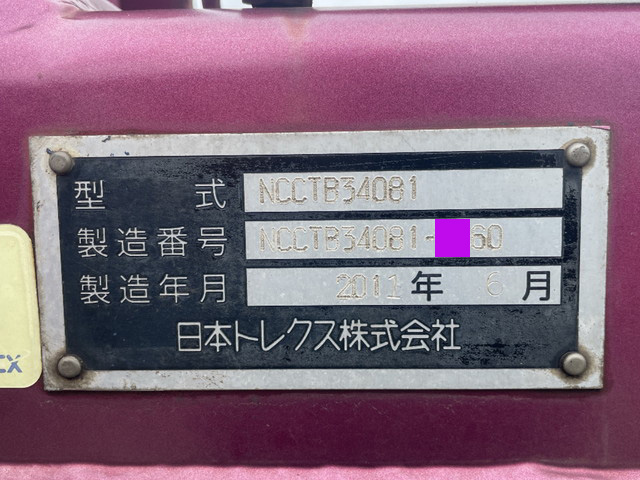 型式 NCCTB34081
製造番号 NCCTB34081- 60
製造年月 2011年 6月
日本トレクス株式会社
CX